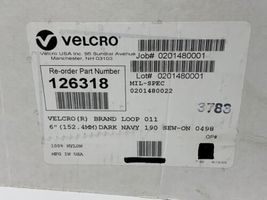 VELCRO
Velcro USA Inc. 95 Sundial Avenue
Manchester, NH 03103
Job# 0201480001
Lot# 0201480001
Re-order Part Number
126318
MIL-SPEC
0201480022
3783
VELCRO(R) BRAND LOOP 011
6"(152.4MM)DARK NAVY 190 SEW-ON 0498
100% NYLON
MFG IN USA
OP#